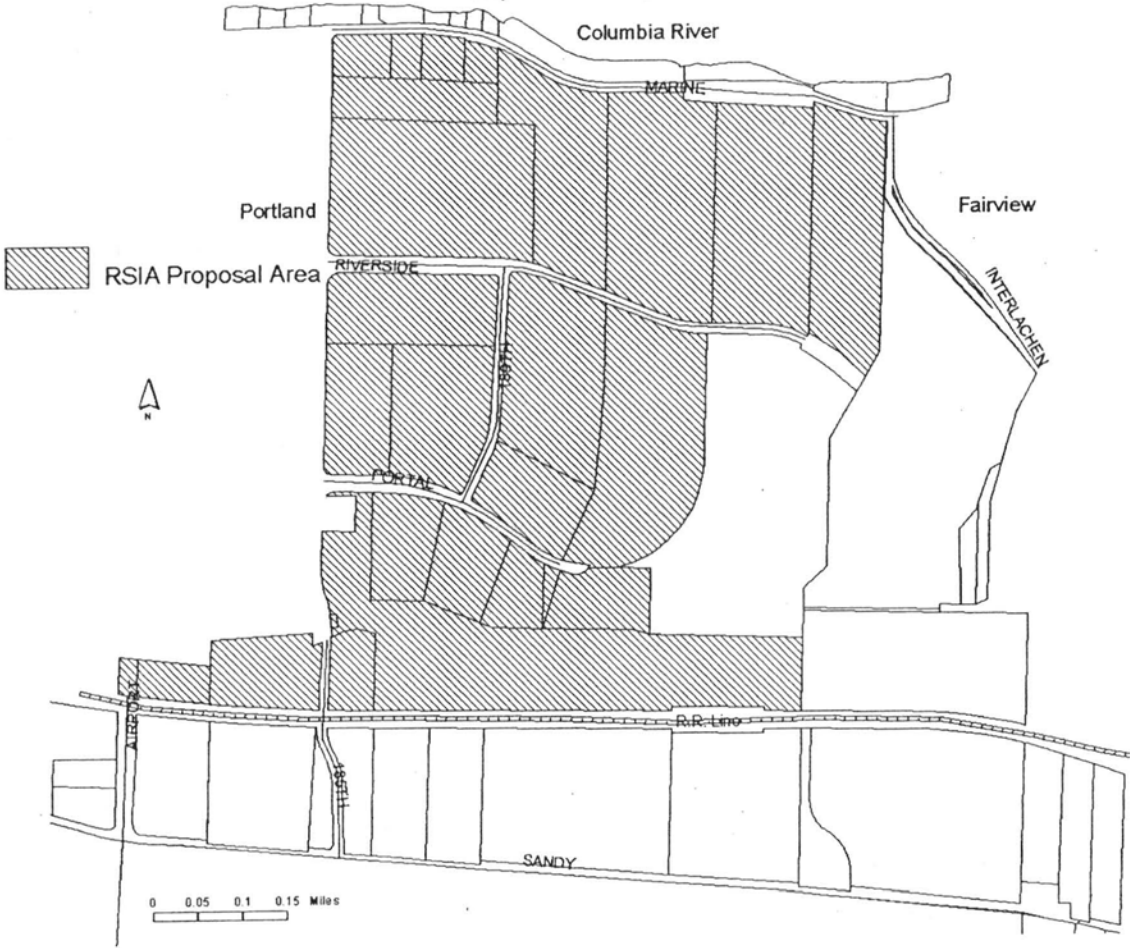 Columbia River
MARINE
Portland
Fairview
RIVERSIDE
RSIA Proposal Area
INTERLACHEN
189TH
N
PORTAL
AIRPORT
R.R. Line
185TH
SANDY
0 0.05 0.1 0.15 Miles